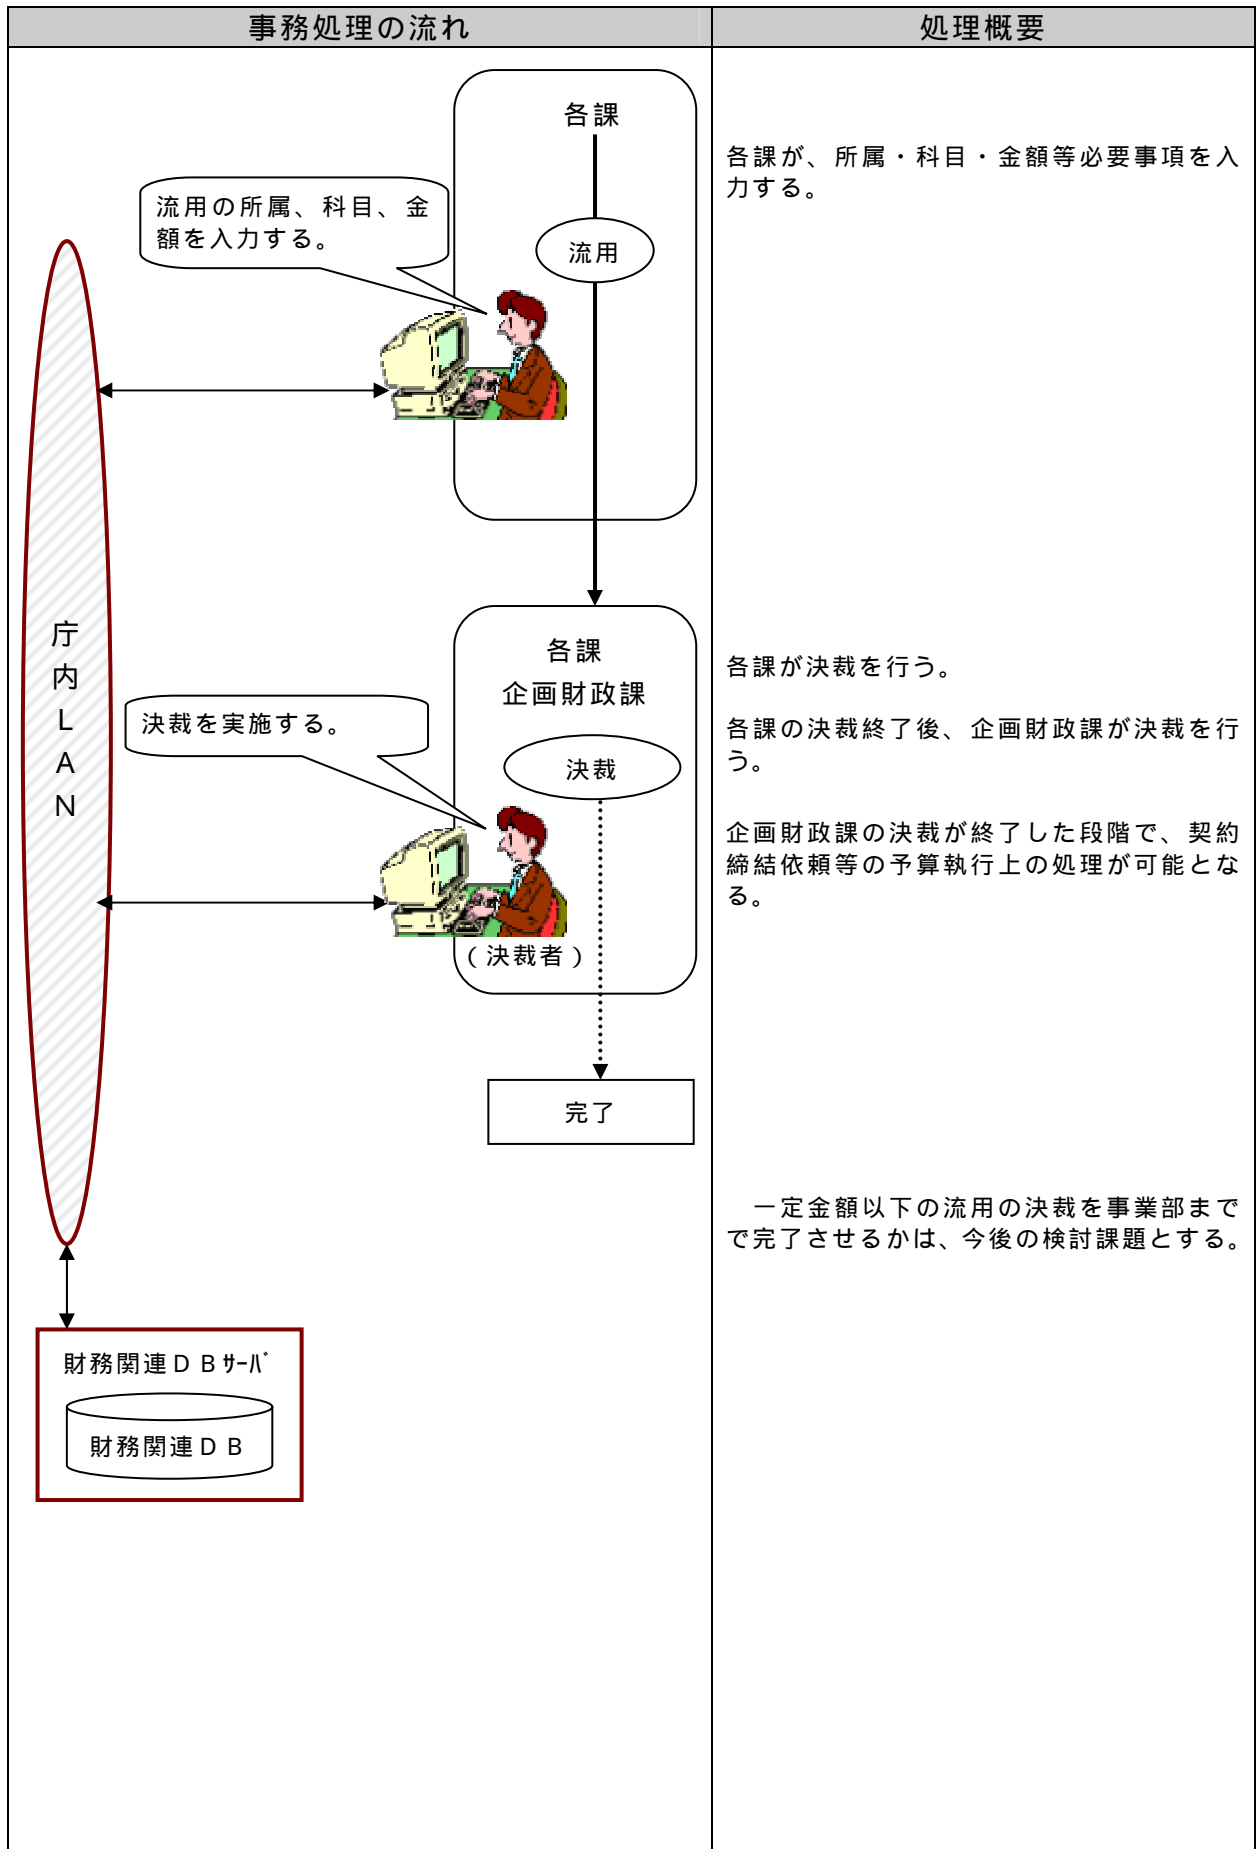 事務処理の流れ
処理概要
各課
各課が、所属・科目・金額等必要事項を入
力する。
流用の所属、科目、金
額を入力する。
流用
庁
内
Ｌ
Ａ
Ｎ
各課
企画財政課
各課が決裁を行う。
決裁を実施する。
決裁
各課の決裁終了後、企画財政課が決裁を行
う。
企画財政課の決裁が終了した段階で、契約
締結依頼等の予算執行上の処理が可能とな
る。
（決裁者）
完了
一定金額以下の流用の決裁を事業部まで
で完了させるかは、今後の検討課題とする。
財務関連ＤＢｻｰﾊﾞ
財務関連ＤＢ